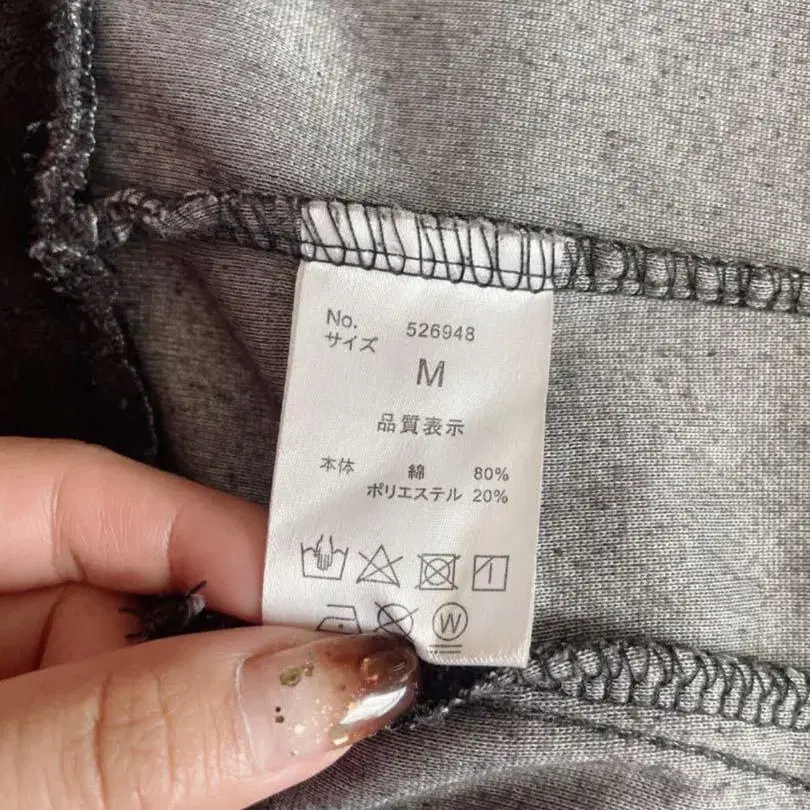 No. 526948
サイズ
M
品質表示
本体 綿 80%
ポリエステル 20%
W